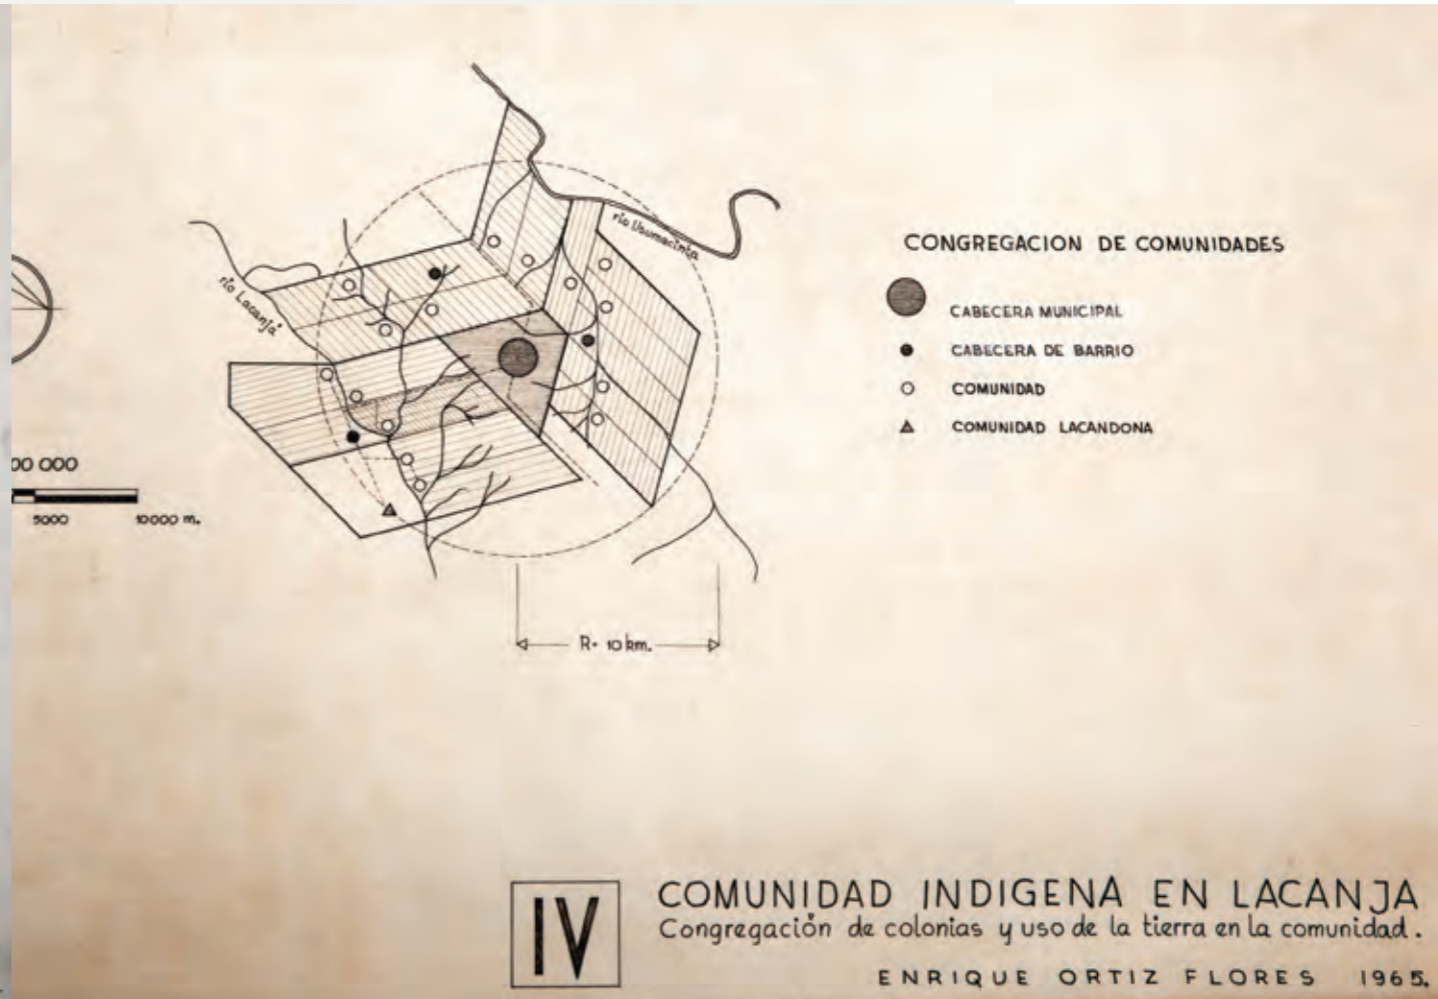 río Usumacinta
río Lacanjá
CONGREGACION DE COMUNIDADES
CABECERA MUNICIPAL
CABECERA DE BARRIO
COMUNIDAD
COMUNIDAD LACANDONA
00 000
5000 10000 m.
R= 10 km.
IV
COMUNIDAD INDIGENA EN LACANJA
Congregación de colonias y uso de la tierra en la comunidad.
ENRIQUE ORTIZ FLORES 1965.